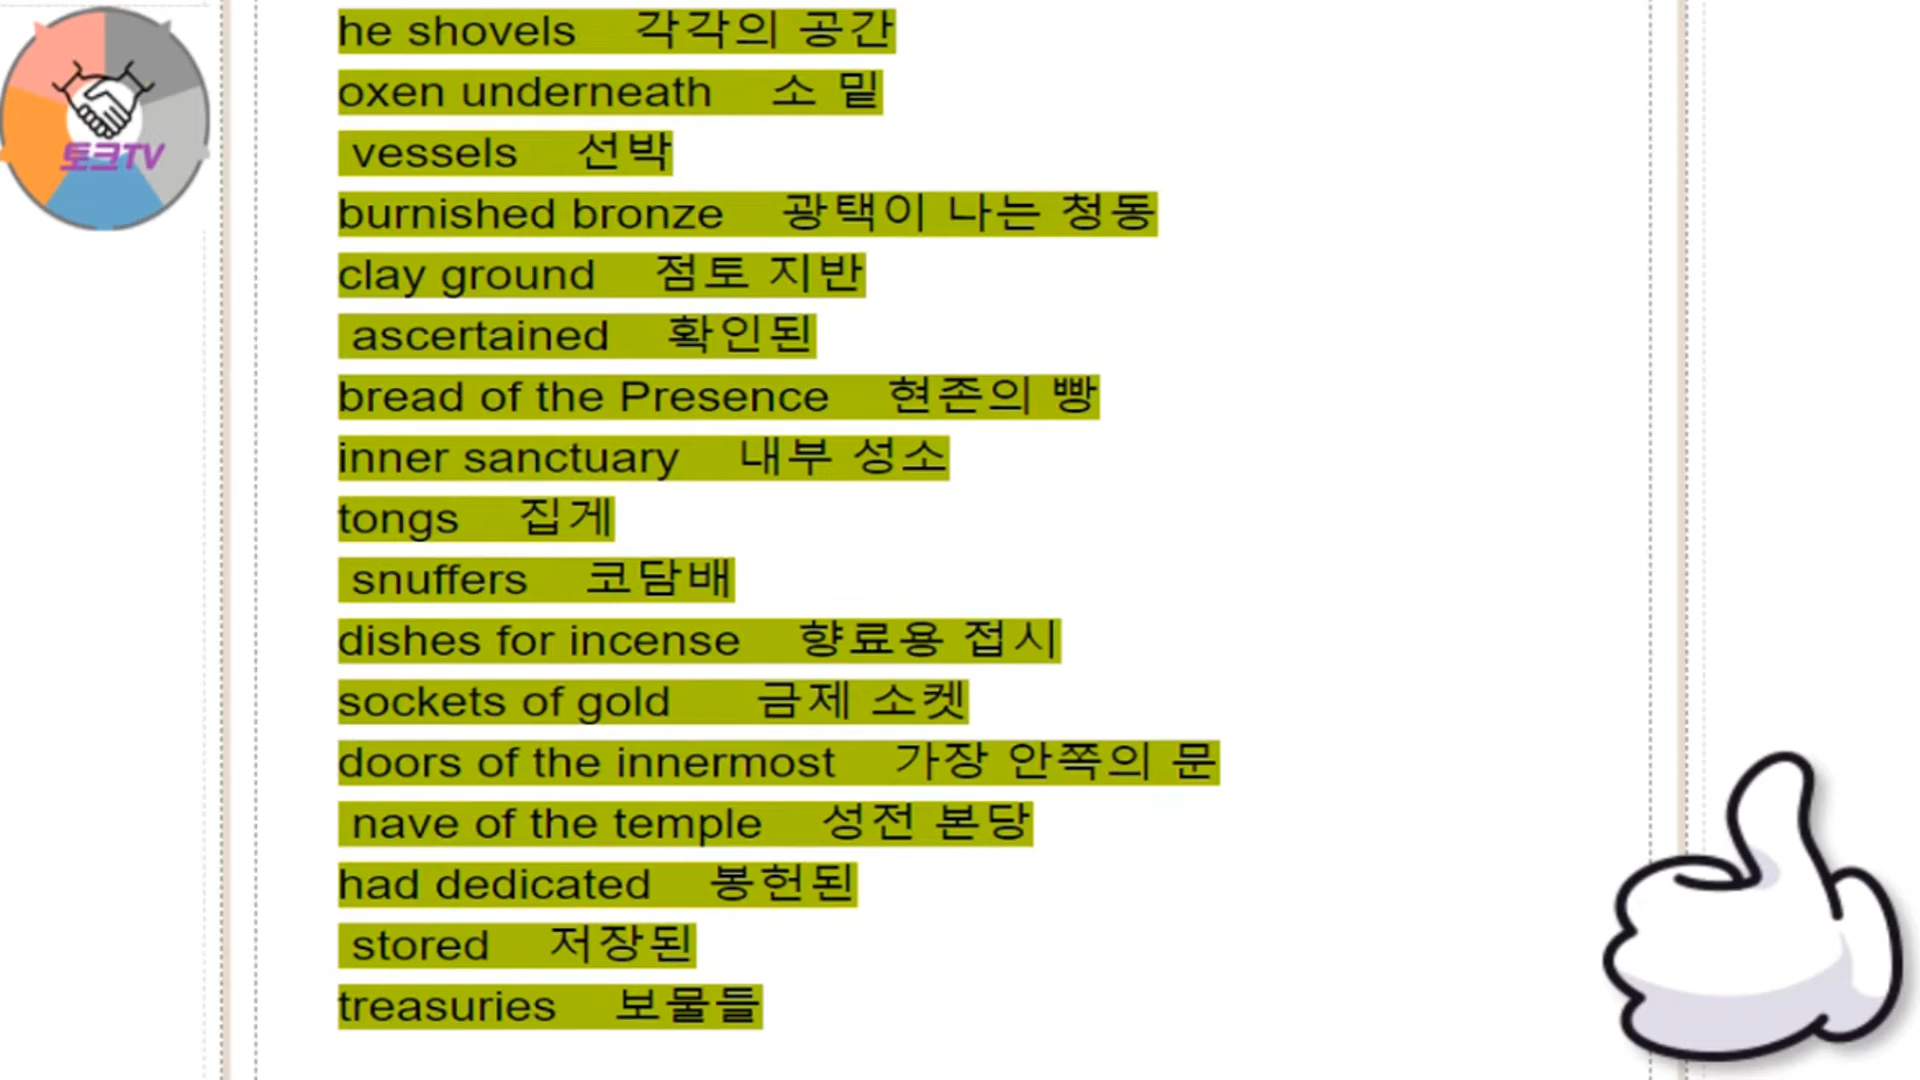 토크TV
he shovels 각각의 공간
oxen underneath 소 밑
vessels 선박
burnished bronze 광택이 나는 청동
clay ground 점토 지반
ascertained 확인된
bread of the Presence 현존의 빵
inner sanctuary 내부 성소
tongs 집게
snuffers 코담배
dishes for incense 향료용 접시
sockets of gold 금제 소켓
doors of the innermost 가장 안쪽의 문
nave of the temple 성전 본당
had dedicated 봉헌된
stored 저장된
treasuries 보물들